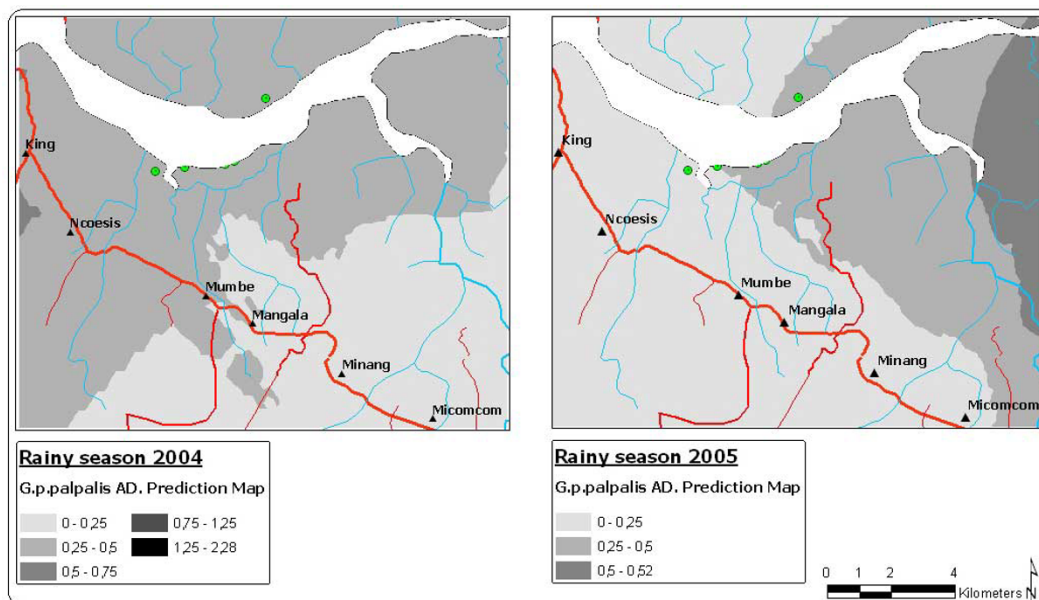 King
Ncoesis
Mumbe
Mangala
Minang
Micomcom
King
Ncoesis
Mumbe
Mangala
Minang
Micomcom
Rainy season 2004
G.p.palpalis AD. Prediction Map
0 - 0,25
0,25 - 0,5
0,5 - 0,75
0,75 - 1,25
1,25 - 2,28
Rainy season 2005
G.p.palpalis AD. Prediction Map
0 - 0,25
0,25 - 0,5
0,5 - 0,52
0 1 2 4
Kilometers N